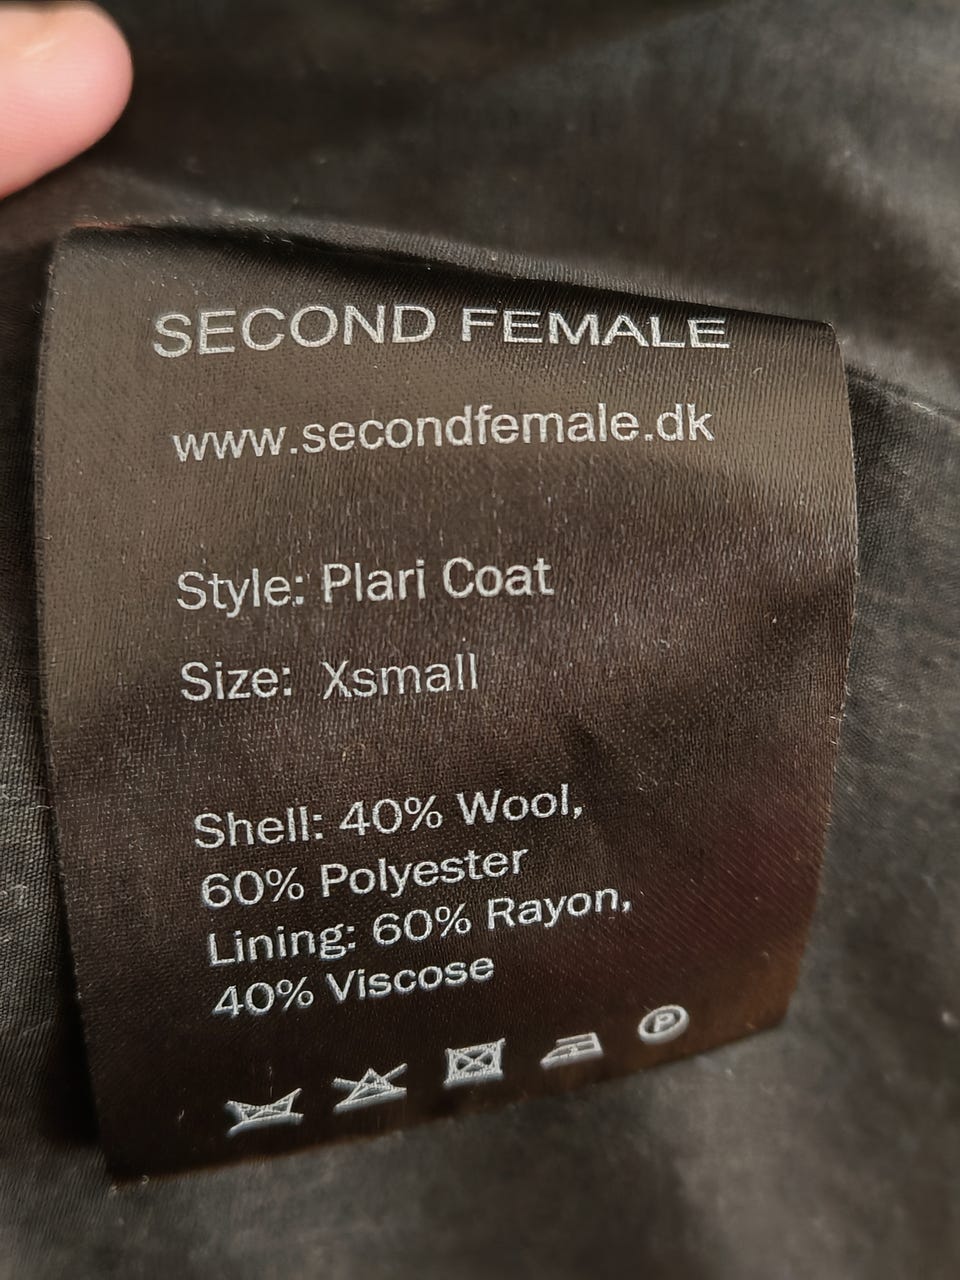 SECOND FEMALE
www.secondfemale.dk
Style: Plari Coat
Size: Xsmall
Shell: 40% Wool,
60% Polyester
Lining: 60% Rayon,
40% Viscose
P